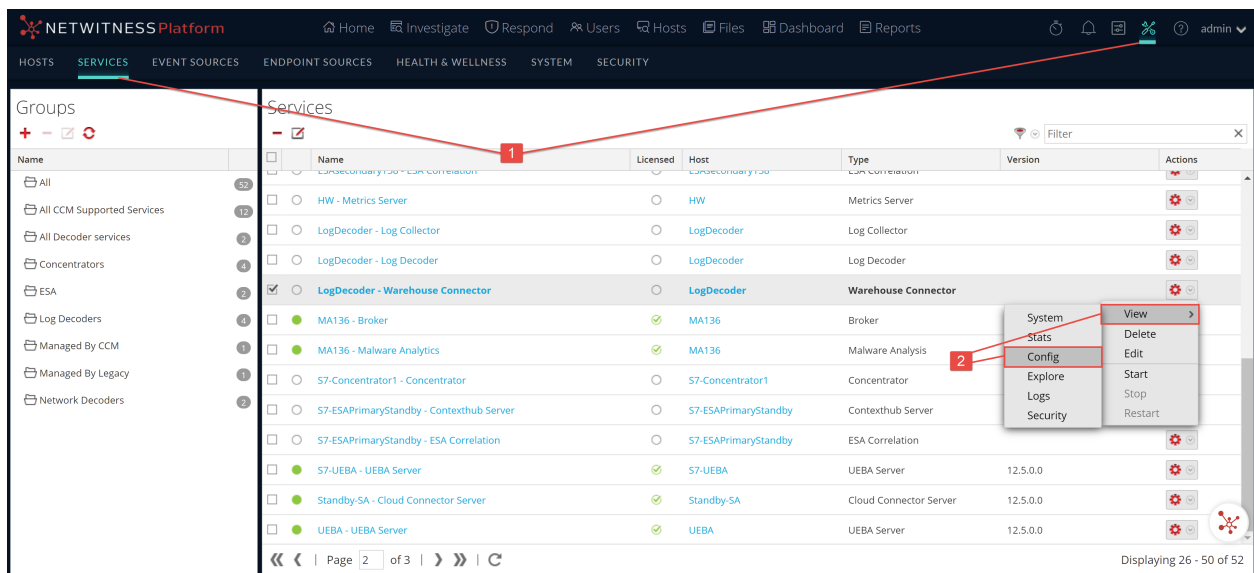 NETWITNESS Platform
Home Investigate Respond Users Hosts Files Dashboard Reports admin
HOSTS SERVICES EVENT SOURCES ENDPOINT SOURCES HEALTH & WELLNESS SYSTEM SECURITY
Groups
Name
All 52
All CCM Supported Services 12
All Decoder services 2
Concentrators 4
ESA 2
Log Decoders 4
Managed By CCM 1
Managed By Legacy 1
Network Decoders 2
Services
Filter
1
Name Licensed Host Type Version Actions
ESAsecondary158 - ESA Correlation ESAsecondary158 ESA Correlation
HW - Metrics Server HW Metrics Server
LogDecoder - Log Collector LogDecoder Log Collector
LogDecoder - Log Decoder LogDecoder Log Decoder
LogDecoder - Warehouse Connector LogDecoder Warehouse Connector
MA136 - Broker MA136 Broker
MA136 - Malware Analytics MA136 Malware Analysis
S7-Concentrator1 - Concentrator S7-Concentrator1 Concentrator
S7-ESAPrimaryStandby - Contexthub Server S7-ESAPrimaryStandby Contexthub Server
S7-ESAPrimaryStandby - ESA Correlation S7-ESAPrimaryStandby ESA Correlation
S7-UEBA - UEBA Server S7-UEBA UEBA Server 12.5.0.0
Standby-SA - Cloud Connector Server Standby-SA Cloud Connector Server 12.5.0.0
UEBA - UEBA Server UEBA UEBA Server 12.5.0.0
2
System
Stats
Config
Explore
Logs
Security
View
Delete
Edit
Start
Stop
Restart
Page 2 of 3
Displaying 26 - 50 of 52